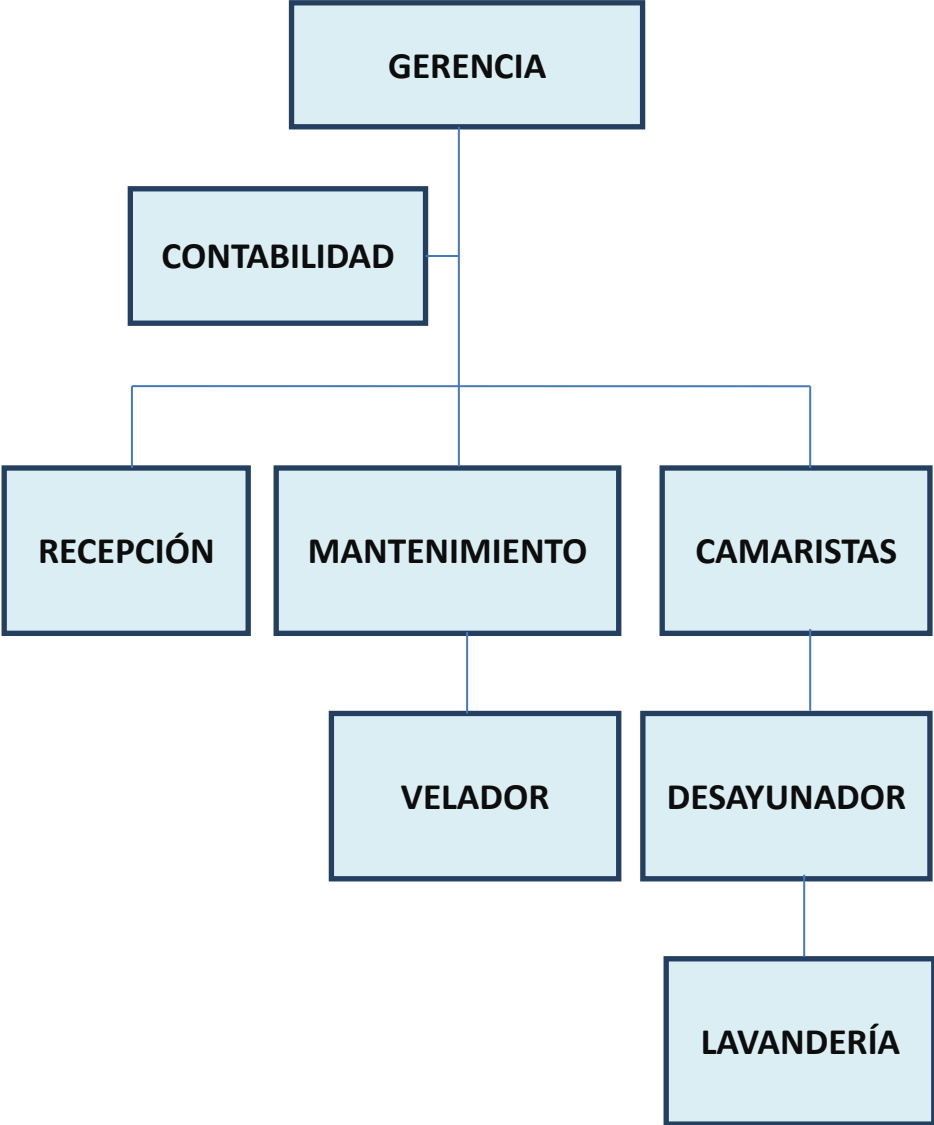 GERENCIA
CONTABILIDAD
RECEPCIÓN
MANTENIMIENTO
CAMARISTAS
VELADOR
DESAYUNADOR
LAVANDERÍA